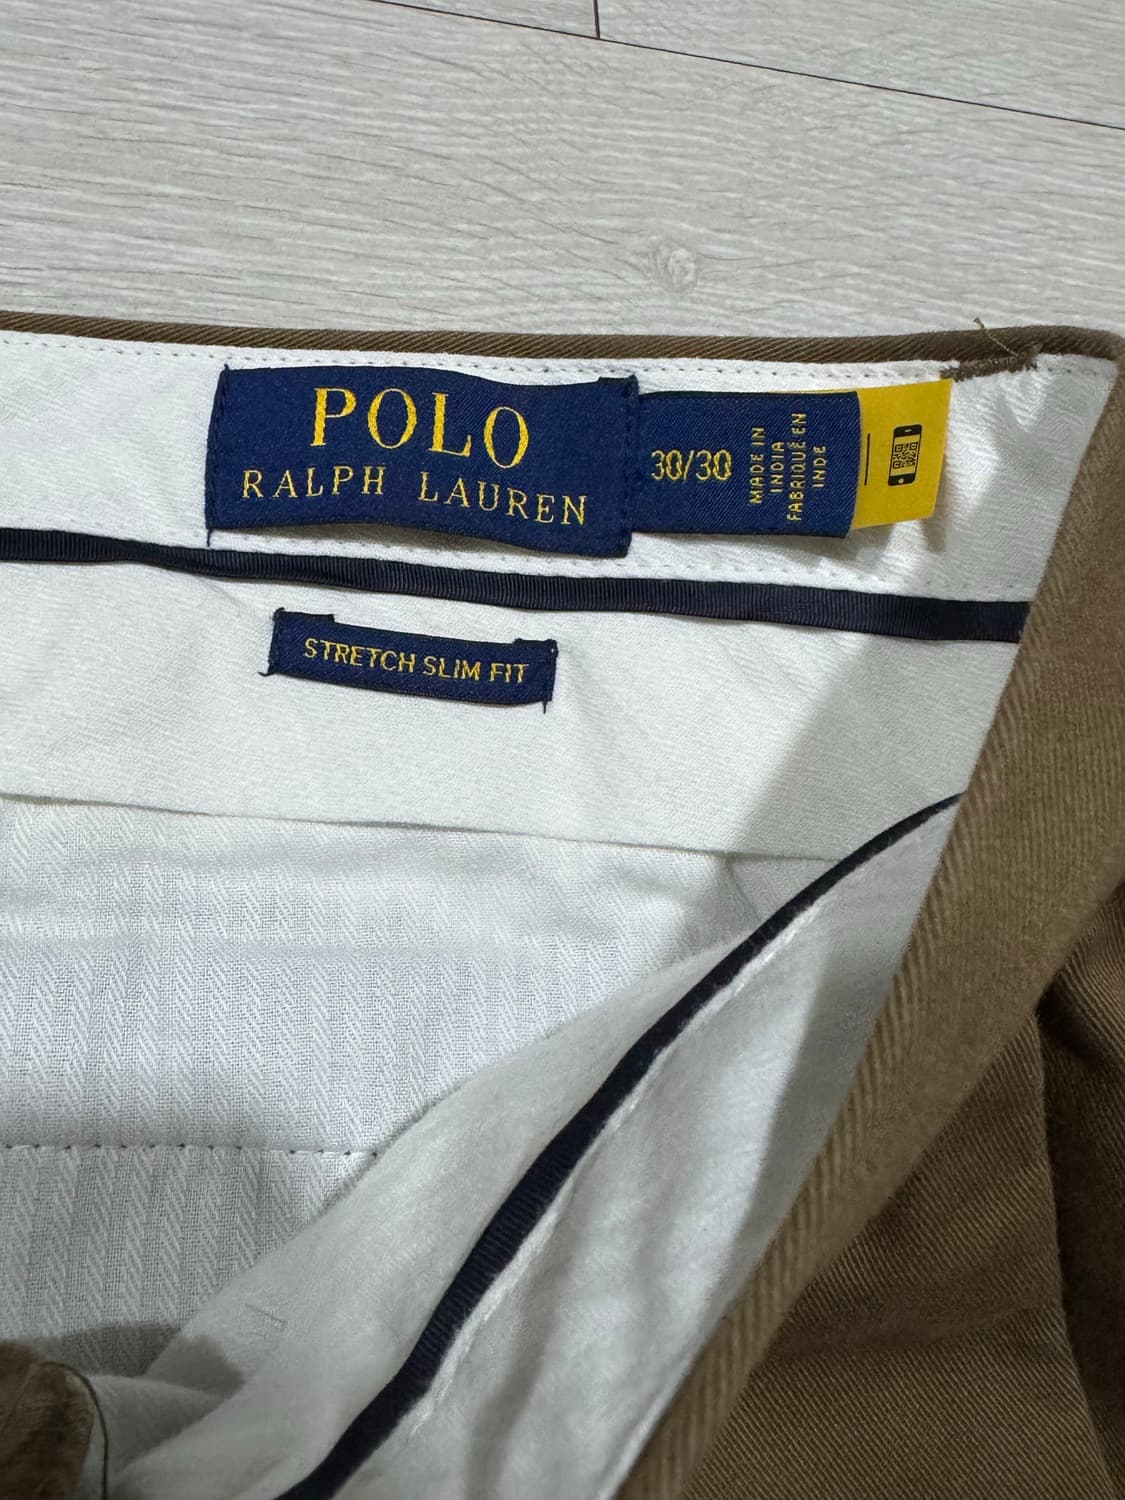 POLO
RALPH LAUREN
30/30
MADE IN
INDIA
FABRIQUÉ EN
INDE
STRETCH SLIM FIT